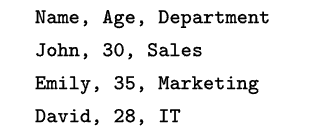 Name, Age, Department
John, 30, Sales
Emily, 35, Marketing
David, 28, IT